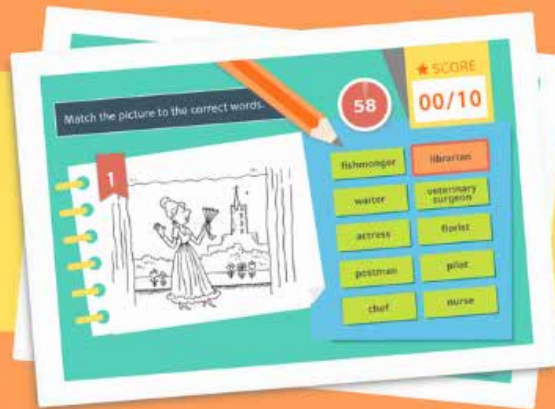 ★ SCORE
00/10
58
Match the picture to the correct words.
1
fishmonger
librarian
waiter
veterinary
surgeon
actress
florist
postman
pilot
chef
nurse